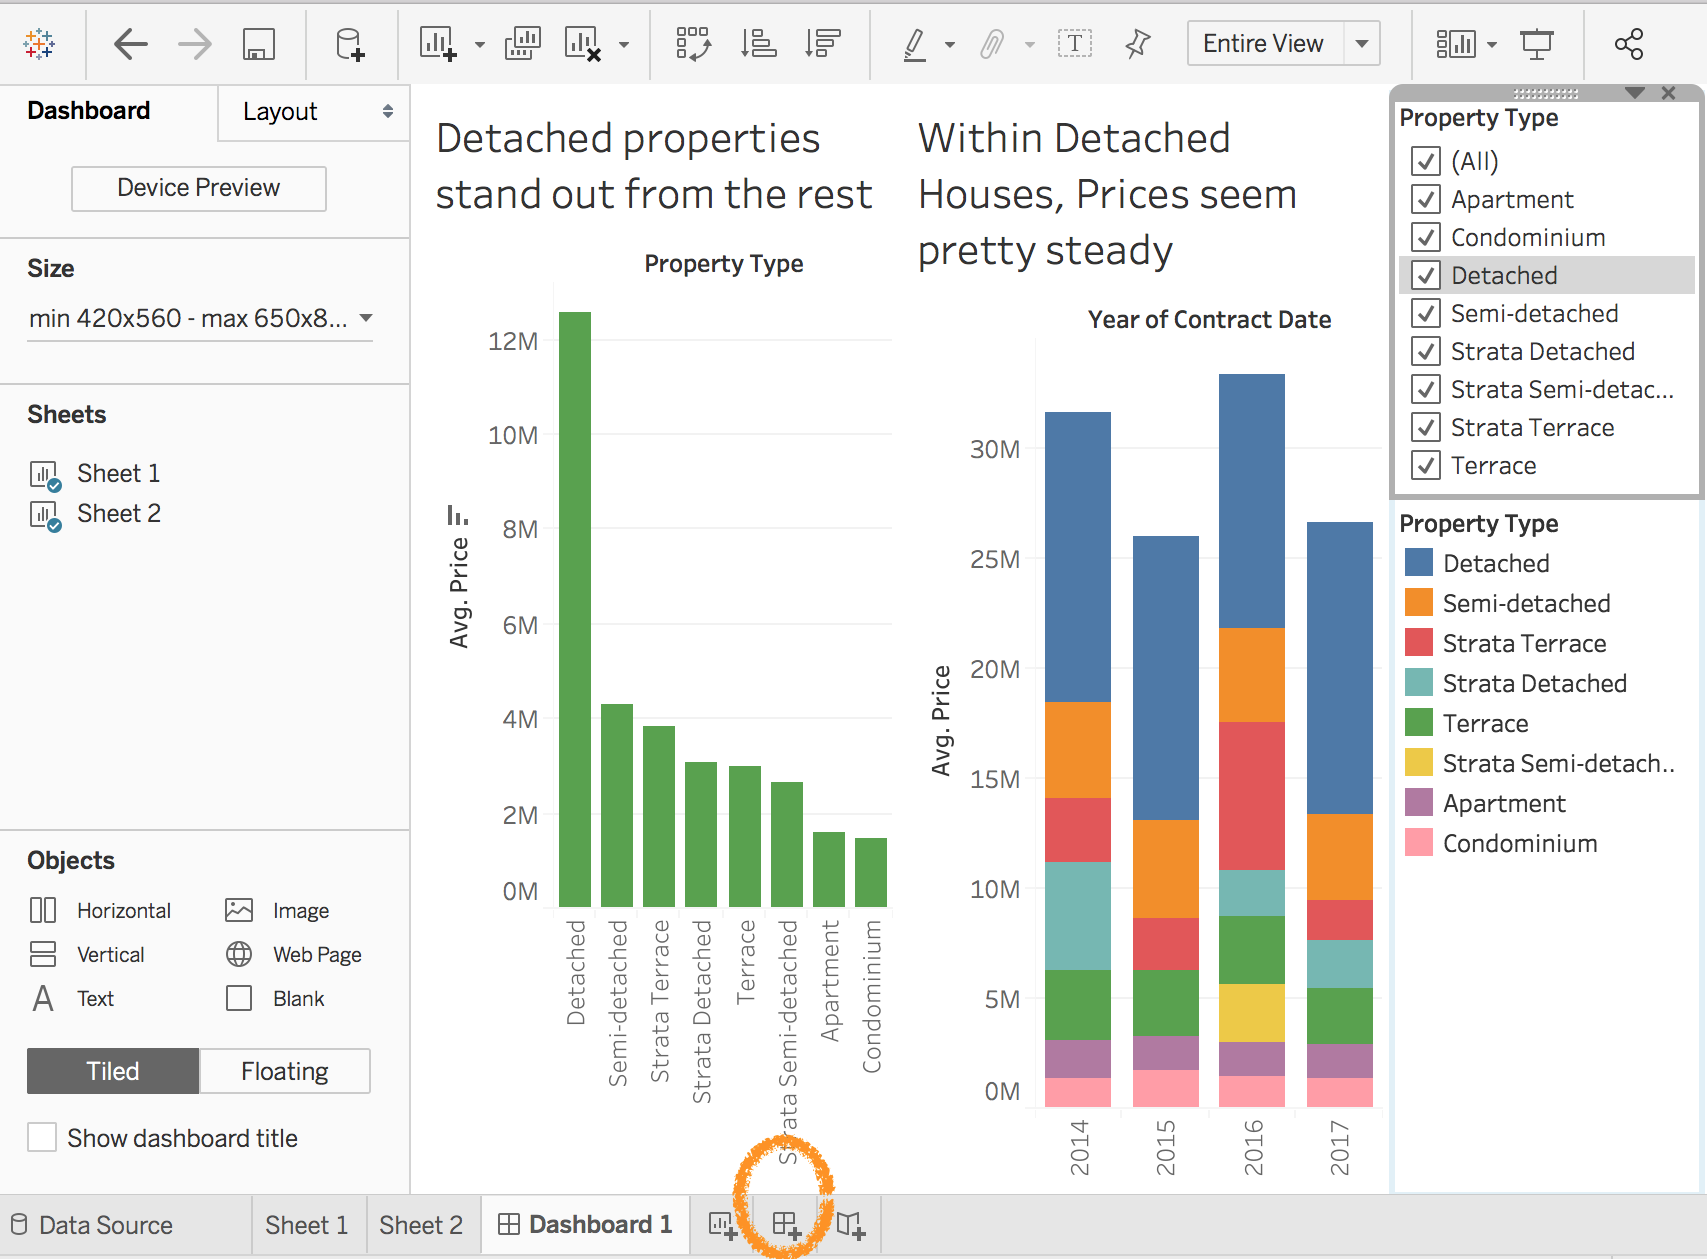 T
Entire View
Dashboard
Layout
Device Preview
Size
min 420x560 - max 650x8...
Sheets
Sheet 1
Sheet 2
Objects
Horizontal
Image
Vertical
Web Page
A
Text
Blank
Tiled
Floating
Show dashboard title
Detached properties
stand out from the rest
Property Type
Avg. Price
12M
10M
8M
6M
4M
2M
0M
Detached
Semi-detached
Strata Terrace
Strata Detached
Terrace
Strata Semi-detached
Apartment
Condominium
Within Detached
Houses, Prices seem
pretty steady
Year of Contract Date
Avg. Price
30M
25M
20M
15M
10M
5M
0M
2014
2015
2016
2017
Property Type
(All)
Apartment
Condominium
Detached
Semi-detached
Strata Detached
Strata Semi-detac...
Strata Terrace
Terrace
Property Type
Detached
Semi-detached
Strata Terrace
Strata Detached
Terrace
Strata Semi-detach..
Apartment
Condominium
Data Source
Sheet 1
Sheet 2
Dashboard 1